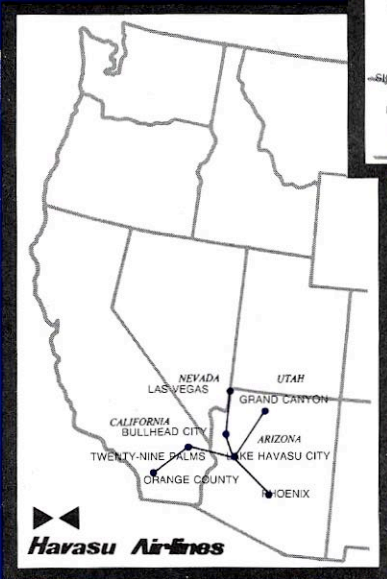 NEVADA
UTAH
LAS VEGAS
GRAND CANYON
CALIFORNIA
BULLHEAD CITY
ARIZONA
TWENTY-NINE PALMS
LAKE HAVASU CITY
ORANGE COUNTY
PHOENIX
Havasu Airlines